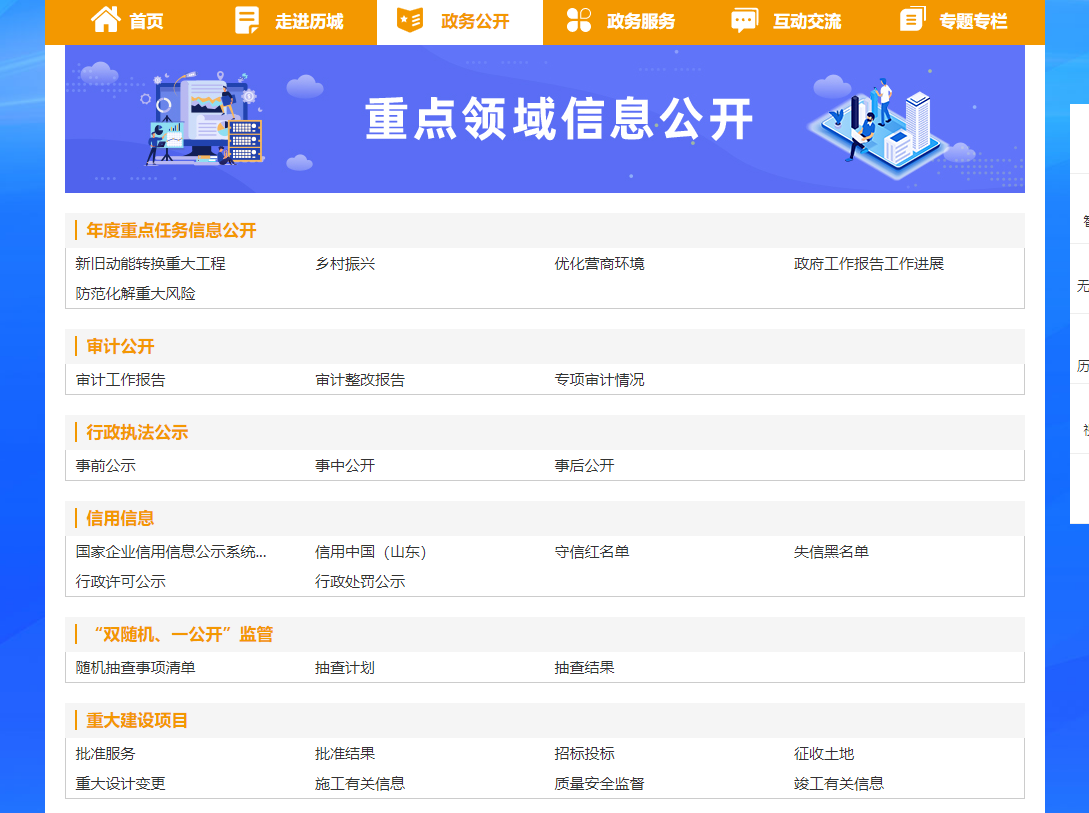 首页 走进历城 政务公开 政务服务 互动交流 专题专栏
重点领域信息公开
年度重点任务信息公开
新旧动能转换重大工程 乡村振兴 优化营商环境 政府工作报告工作进展
防范化解重大风险
审计公开
审计工作报告 审计整改报告 专项审计情况
行政执法公示
事前公示 事中公开 事后公开
信用信息
国家企业信用信息公示系统... 信用中国（山东） 守信红名单 失信黑名单
行政许可公示 行政处罚公示
“双随机、一公开”监管
随机抽查事项清单 抽查计划 抽查结果
重大建设项目
批准服务 批准结果 招标投标 征收土地
重大设计变更 施工有关信息 质量安全监督 竣工有关信息
无
历